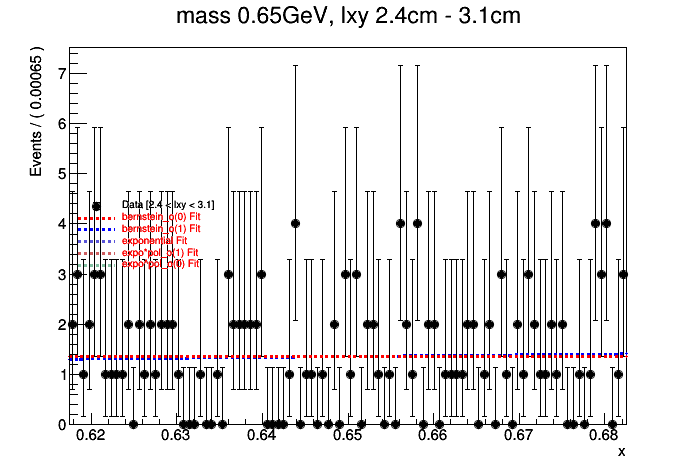 mass 0.65GeV, lxy 2.4cm - 3.1cm
Events / ( 0.00065 )
7
6
5
4
3
2
1
0
Data [2.4 < lxy < 3.1]
bernstein_o(0) Fit
bernstein_o(1) Fit
exponential Fit
expo*pol_o(1) Fit
expo*pol_o(0) Fit
0.62 0.63 0.64 0.65 0.66 0.67 0.68
x